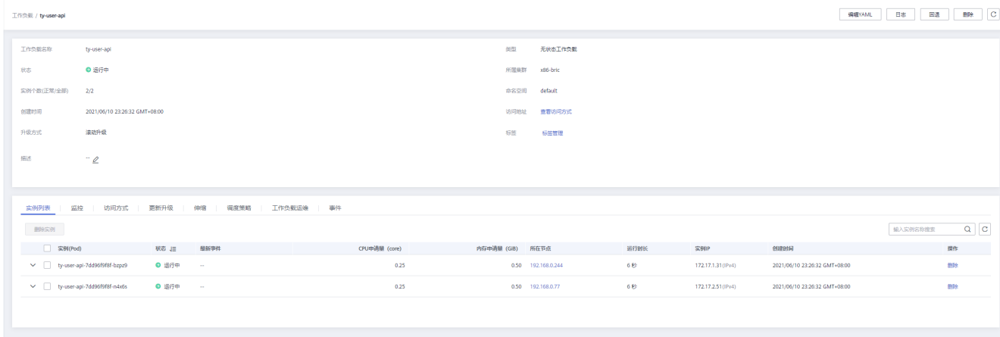 工作负载 / ty-user-api
编辑YAML 日志 回退 删除
工作负载名称 ty-user-api 类型 无状态工作负载
状态 运行中 所属集群 x86-bric
实例个数(正常/全部) 2/2 命名空间 default
创建时间 2021/06/10 23:26:32 GMT+08:00 访问地址 查看访问方式
升级方式 滚动升级 标签 标签管理
描述 --
实例列表 监控 访问方式 更新升级 伸缩 调度策略 工作负载运维 事件
删除实例 输入实例名称搜索
实例(Pod) 状态 最新事件 CPU申请量 (core) 内存申请量 (GiB) 所在节点 运行时长 实例IP 创建时间 操作
ty-user-api-7dd96f9f8f-bzpz9 运行中 -- 0.25 0.50 192.168.0.244 6 秒 172.17.1.31(IPv4) 2021/06/10 23:26:32 GMT+08:00 删除
ty-user-api-7dd96f9f8f-n4x6s 运行中 -- 0.25 0.50 192.168.0.77 6 秒 172.17.2.51(IPv4) 2021/06/10 23:26:32 GMT+08:00 删除